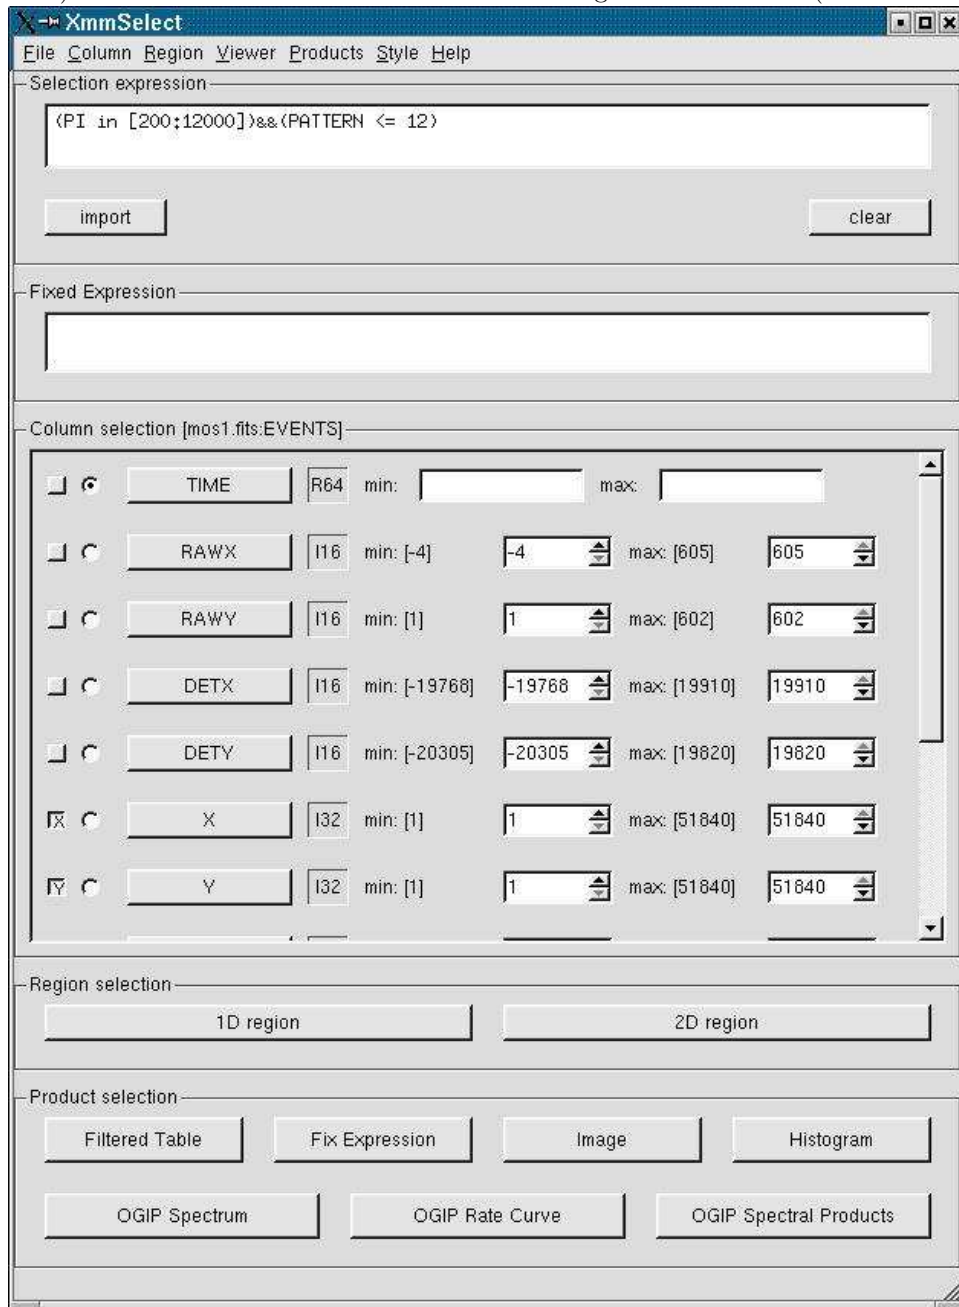 XmmSelect
File Column Region Viewer Products Style Help
Selection expression
(PI in [200:12000])&&(PATTERN <= 12)
import clear
Fixed Expression
Column selection [mos1.fits:EVENTS]
TIME R64 min: max:
RAWX I16 min: [-4] -4 max: [605] 605
RAWY I16 min: [1] 1 max: [602] 602
DETX I16 min: [-19768] -19768 max: [19910] 19910
DETY I16 min: [-20305] -20305 max: [19820] 19820
X X I32 min: [1] 1 max: [51840] 51840
Y Y I32 min: [1] 1 max: [51840] 51840
Region selection
1D region 2D region
Product selection
Filtered Table Fix Expression Image Histogram
OGIP Spectrum OGIP Rate Curve OGIP Spectral Products